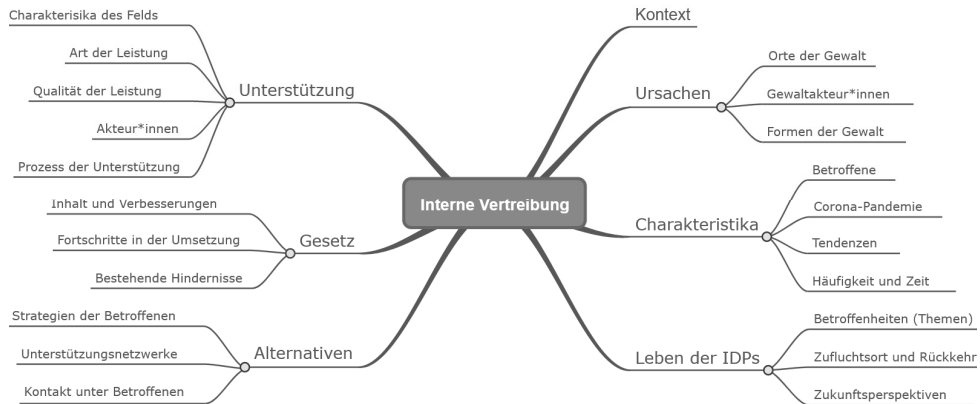 Interne Vertreibung
Kontext
Ursachen
Orte der Gewalt
Gewaltakteur*innen
Formen der Gewalt
Charakteristika
Betroffene
Corona-Pandemie
Tendenzen
Häufigkeit und Zeit
Leben der IDPs
Betroffenheiten (Themen)
Zufluchtsort und Rückkehr
Zukunftsperspektiven
Unterstützung
Charakterisika des Felds
Art der Leistung
Qualität der Leistung
Akteur*innen
Prozess der Unterstützung
Gesetz
Inhalt und Verbesserungen
Fortschritte in der Umsetzung
Bestehende Hindernisse
Alternativen
Strategien der Betroffenen
Unterstützungsnetzwerke
Kontakt unter Betroffenen